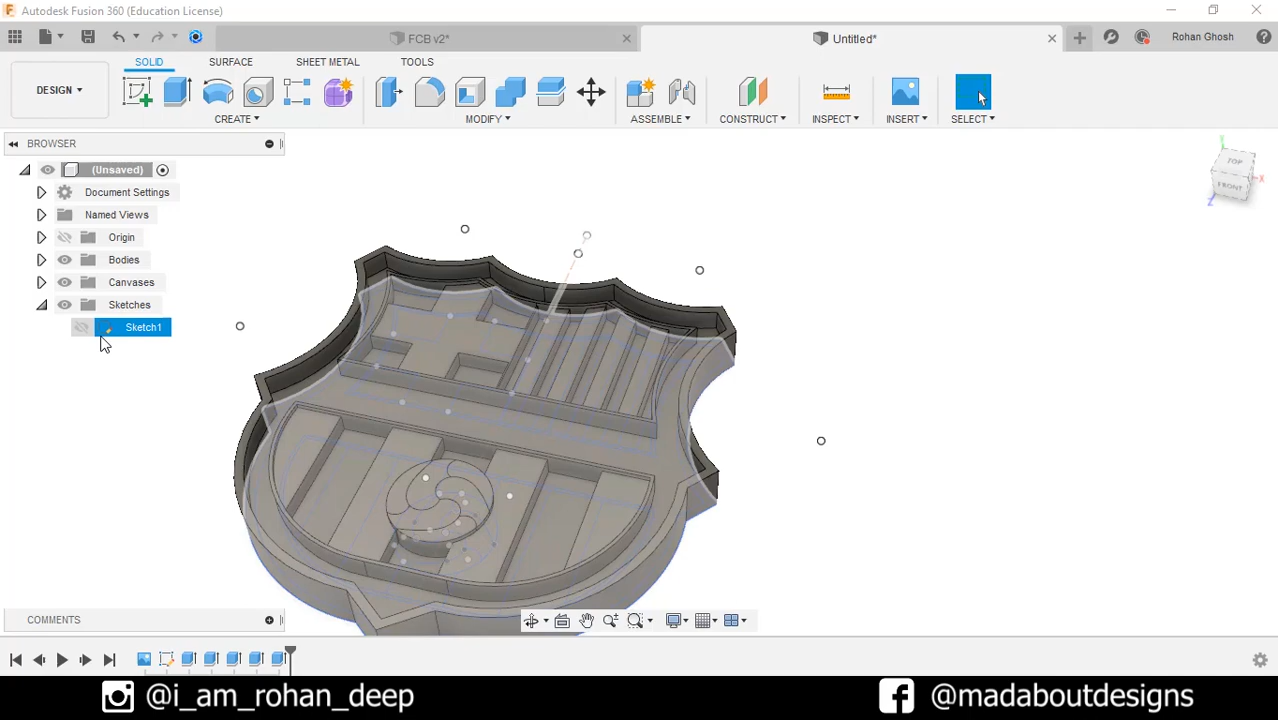 Autodesk Fusion 360 (Education License)
FCB v2*
Untitled*
Rohan Ghosh
SOLID
SURFACE
SHEET METAL
TOOLS
DESIGN
CREATE
MODIFY
ASSEMBLE
CONSTRUCT
INSPECT
INSERT
SELECT
BROWSER
(Unsaved)
Document Settings
Named Views
Origin
Bodies
Canvases
Sketches
Sketch1
TOP
FRONT
X
Y
Z
COMMENTS
@i_am_rohan_deep
@madaboutdesigns